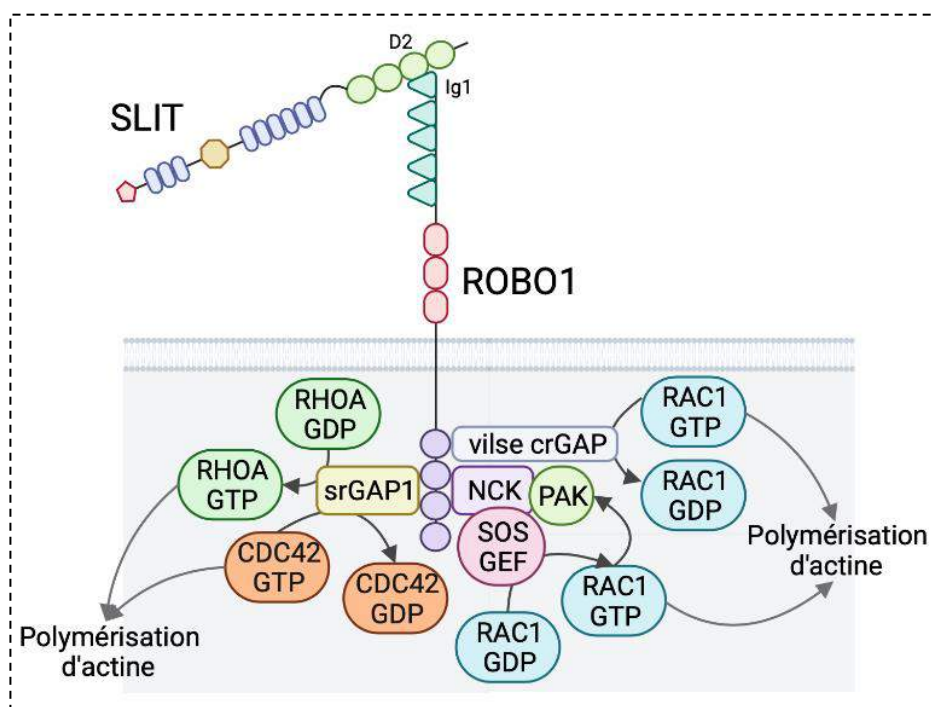 D2
Ig1
SLIT
ROBO1
RHOA
GDP
RAC1
GTP
vilse crGAP
RHOA
GTP
srGAP1
NCK
PAK
RAC1
GDP
SOS
GEF
CDC42
GTP
CDC42
GDP
RAC1
GTP
RAC1
GDP
Polymérisation
d'actine
Polymérisation
d'actine